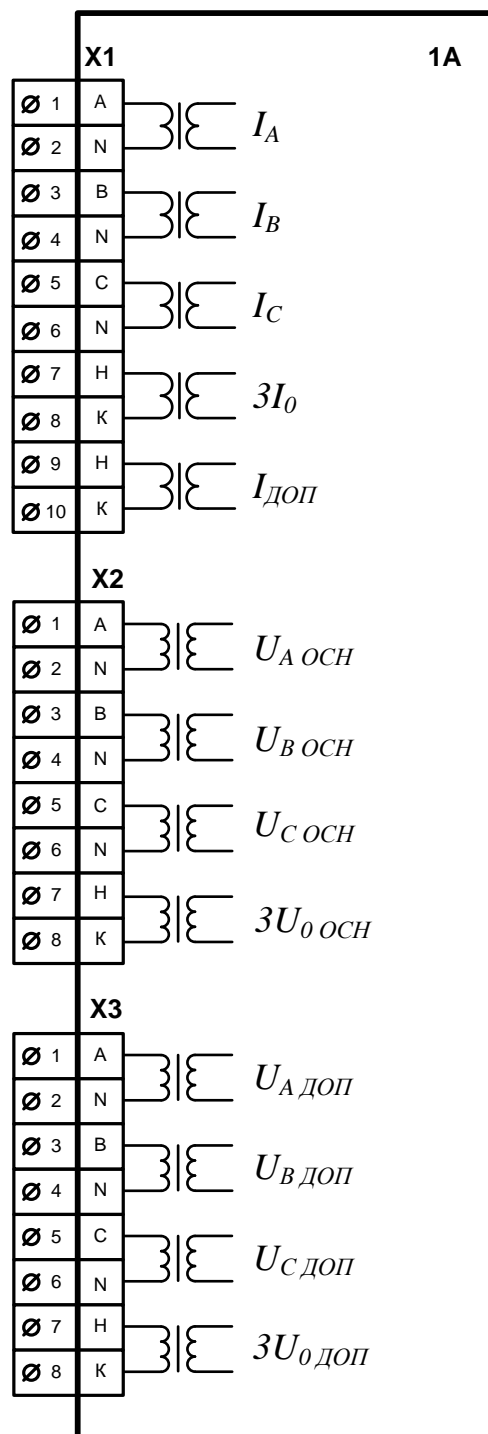 X1 1A
1 A
I_A
2 N
3 B
I_B
4 N
5 C
I_C
6 N
7 Н
3I_0
8 К
9 Н
I_ДОП
10 К
X2
1 A
U_A ОСН
2 N
3 B
U_B ОСН
4 N
5 C
U_C ОСН
6 N
7 Н
3U_0 ОСН
8 К
X3
1 A
U_A ДОП
2 N
3 B
U_B ДОП
4 N
5 C
U_C ДОП
6 N
7 Н
3U_0 ДОП
8 К